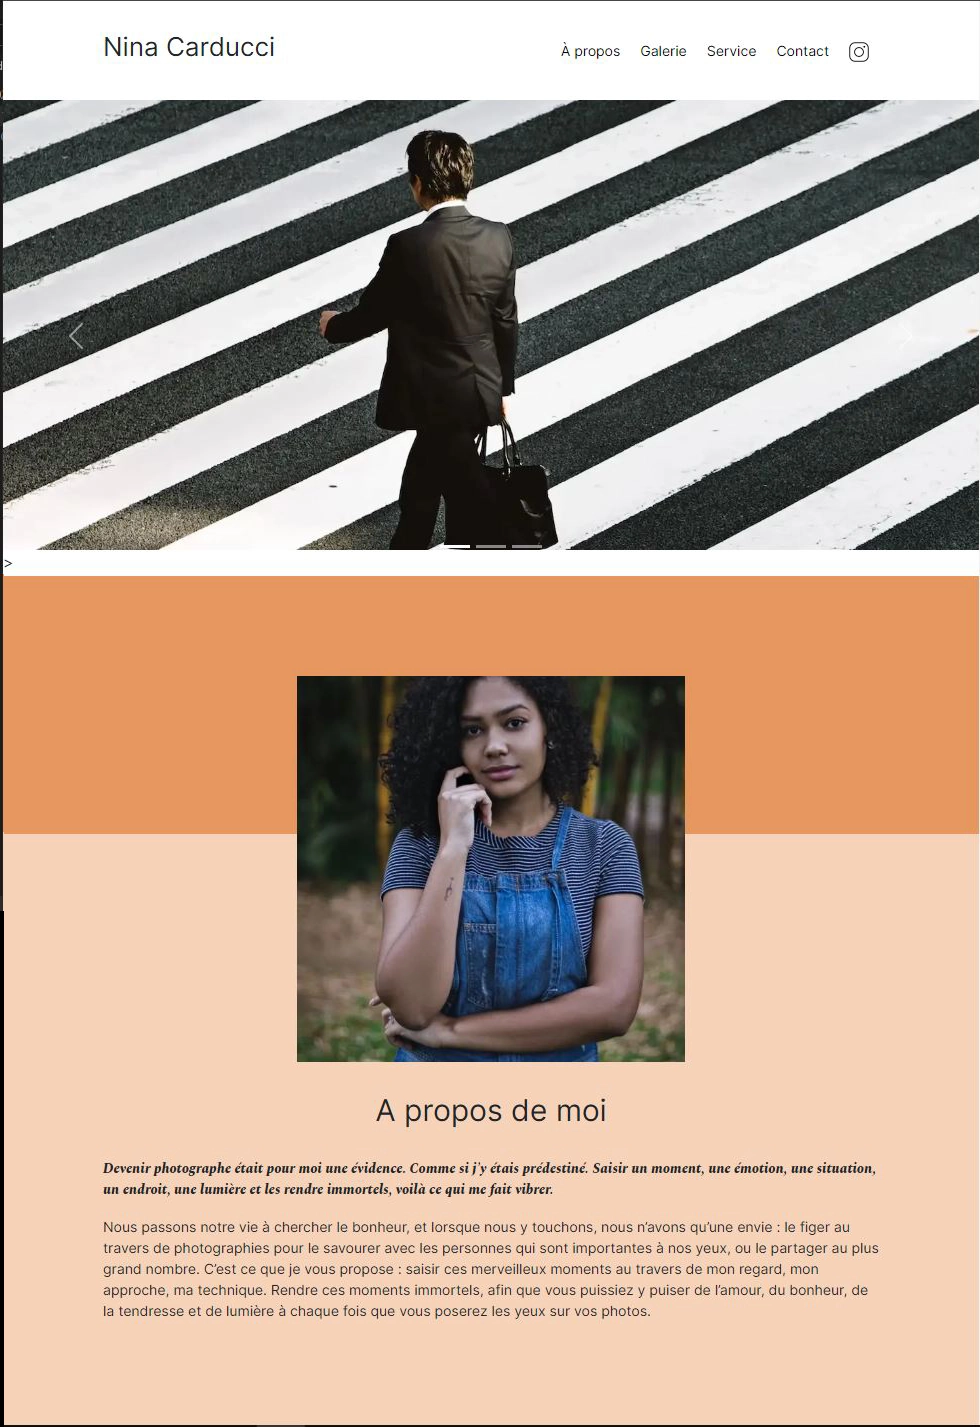 Nina Carducci
À propos Galerie Service Contact
>
A propos de moi
Devenir photographe était pour moi une évidence. Comme si j'y étais prédestiné. Saisir un moment, une émotion, une situation,
un endroit, une lumière et les rendre immortels, voilà ce qui me fait vibrer.
Nous passons notre vie à chercher le bonheur, et lorsque nous y touchons, nous n’avons qu’une envie : le figer au
travers de photographies pour le savourer avec les personnes qui sont importantes à nos yeux, ou le partager au plus
grand nombre. C’est ce que je vous propose : saisir ces merveilleux moments au travers de mon regard, mon
approche, ma technique. Rendre ces moments immortels, afin que vous puissiez y puiser de l’amour, du bonheur, de
la tendresse et de lumière à chaque fois que vous poserez les yeux sur vos photos.